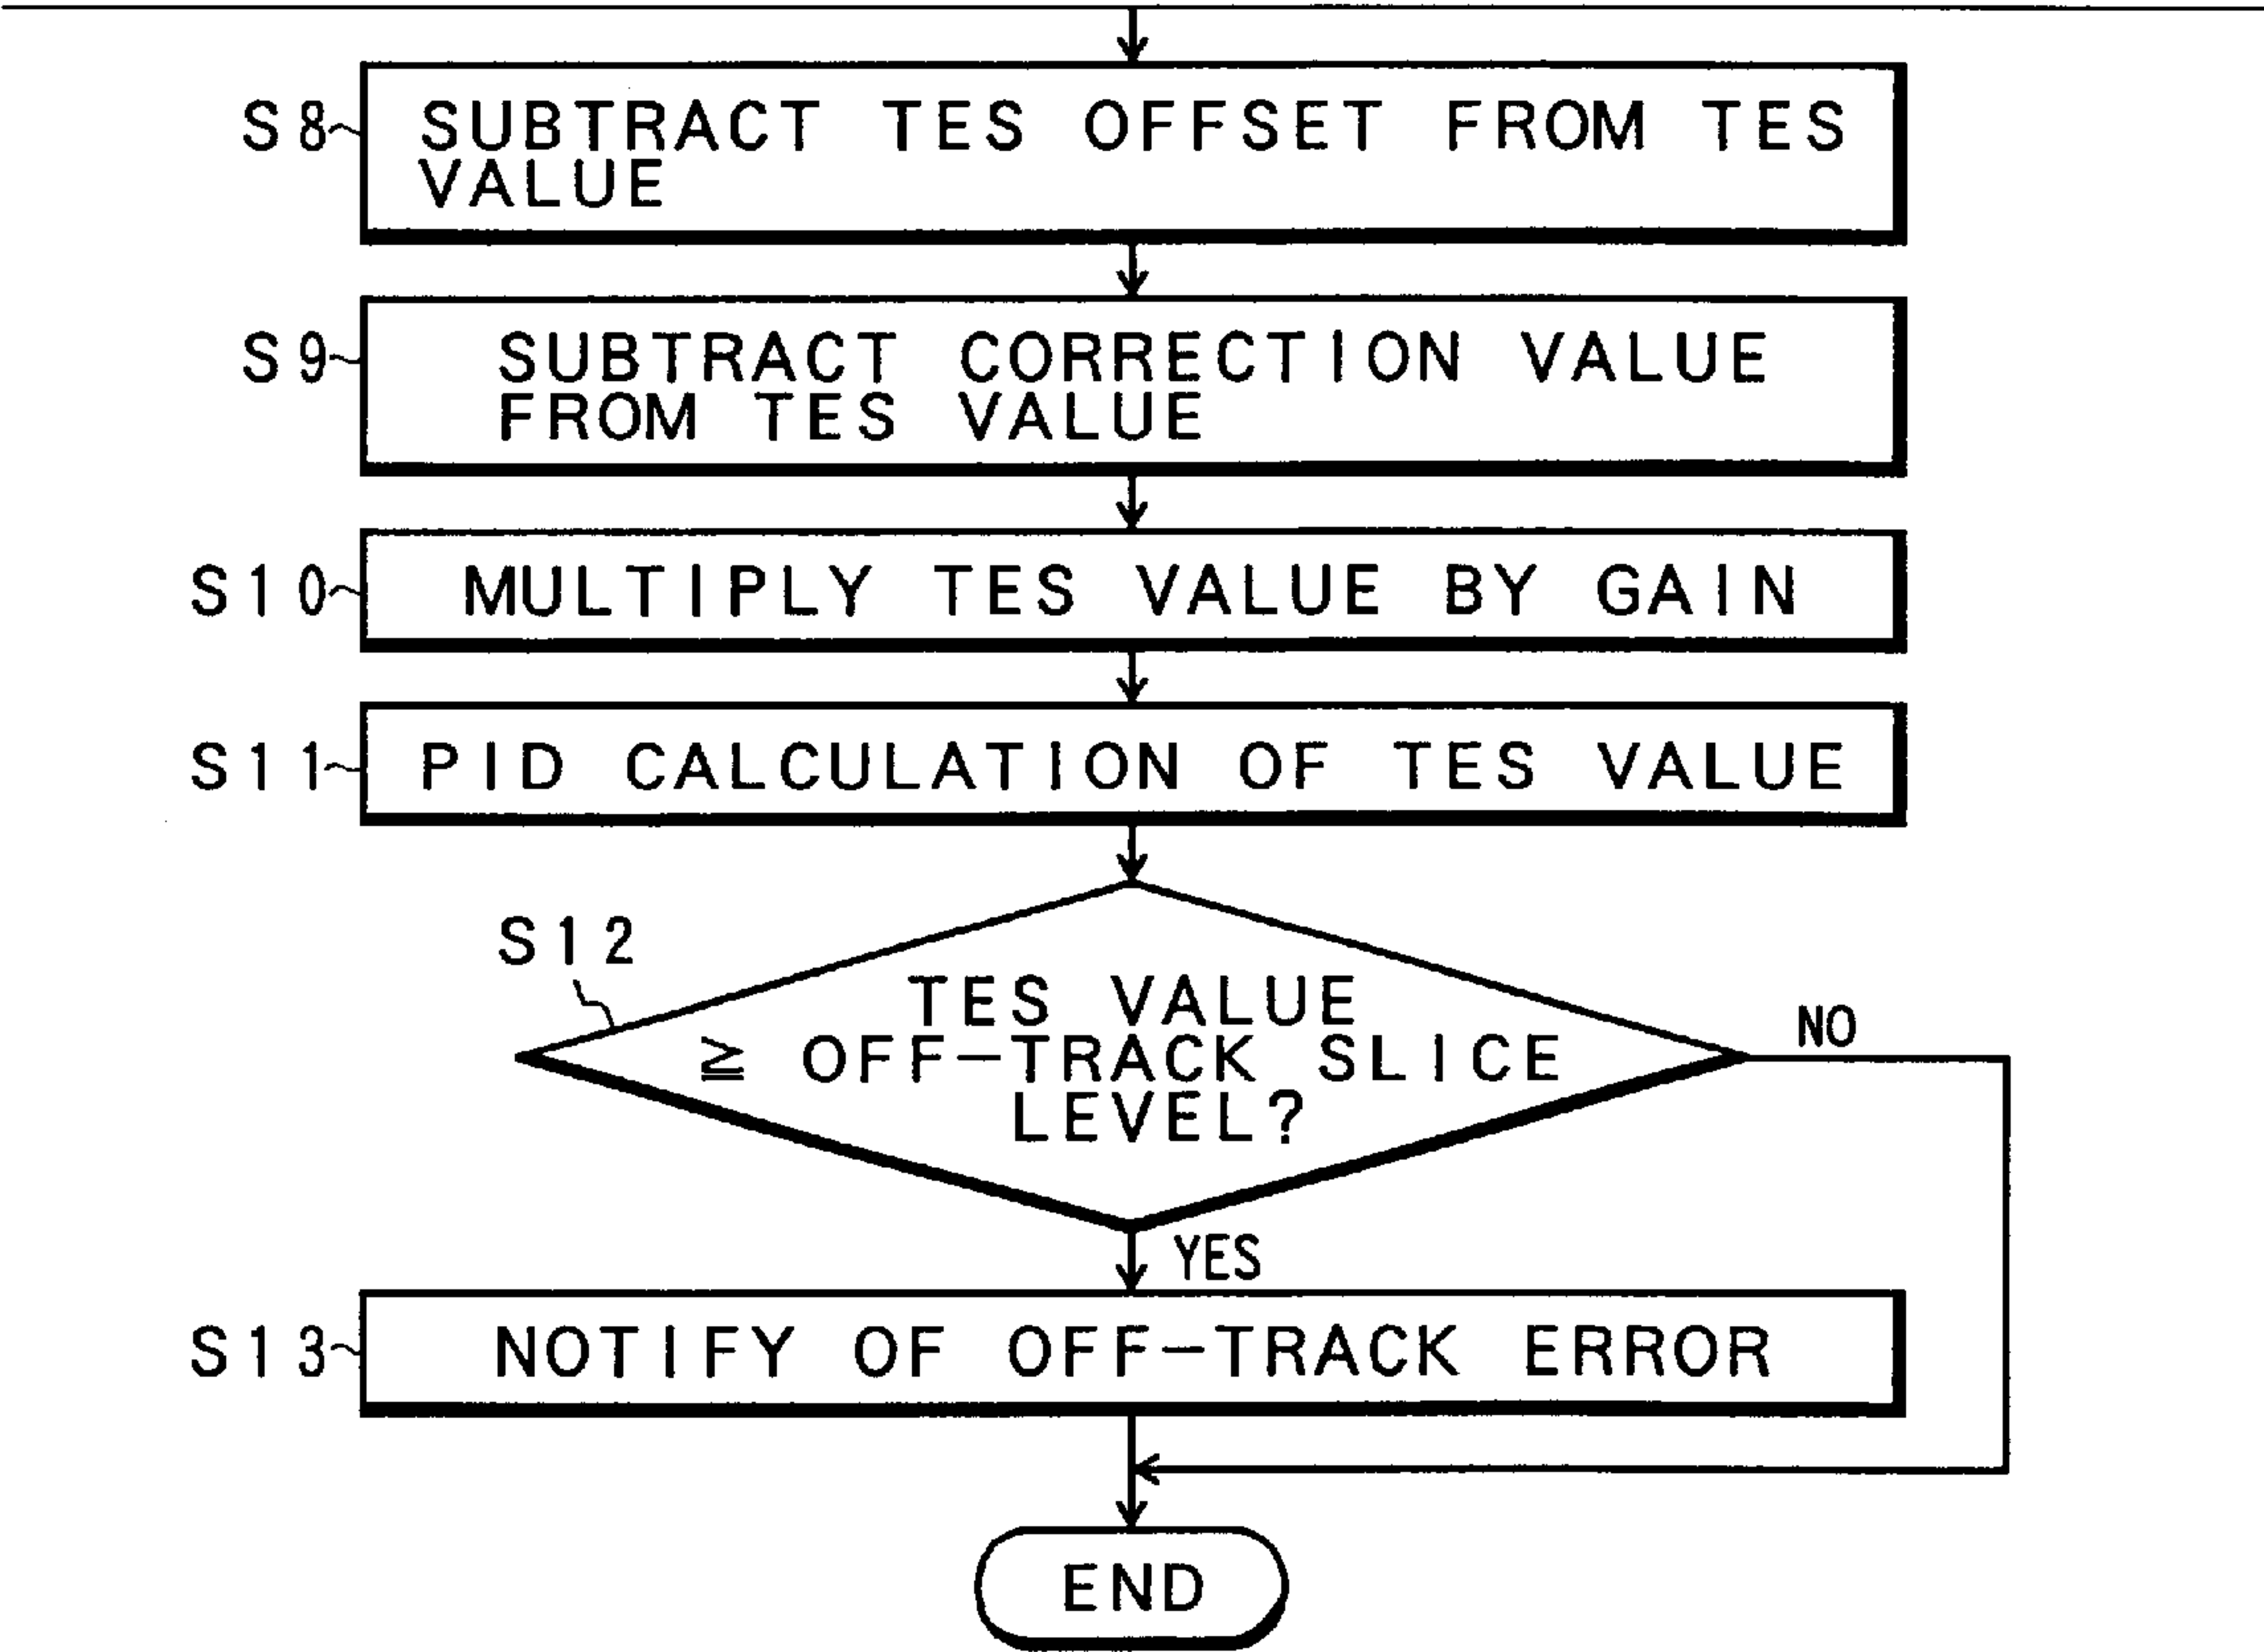 S8
SUBTRACT TES OFFSET FROM TES
VALUE
S9
SUBTRACT CORRECTION VALUE
FROM TES VALUE
S10
MULTIPLY TES VALUE BY GAIN
S11
PID CALCULATION OF TES VALUE
S12
TES VALUE
≧ OFF-TRACK SLICE
LEVEL?
NO
YES
S13
NOTIFY OF OFF-TRACK ERROR
END